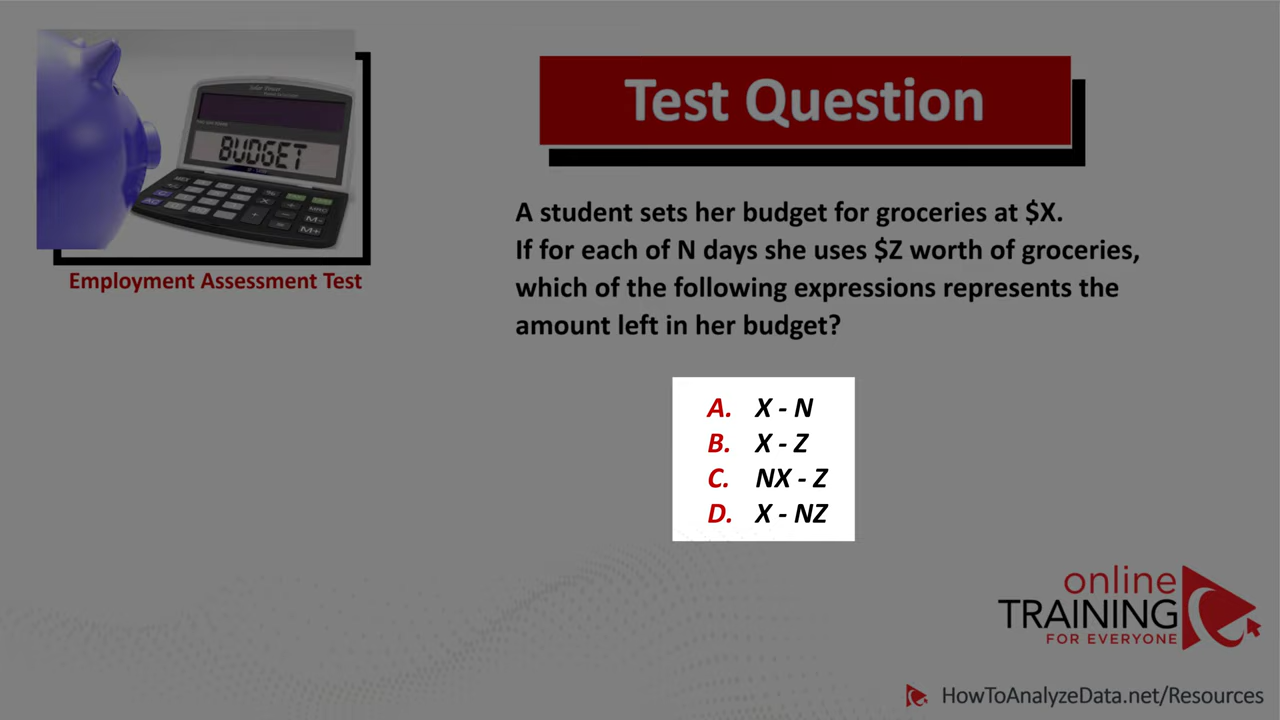 Solar Power
BUDGET
M-
M+
Employment Assessment Test
Test Question
A student sets her budget for groceries at $X.
If for each of N days she uses $Z worth of groceries,
which of the following expressions represents the
amount left in her budget?
A. X - N
B. X - Z
C. NX - Z
D. X - NZ
online
TRAINING
FOR EVERYONE
HowToAnalyzeData.net/Resources